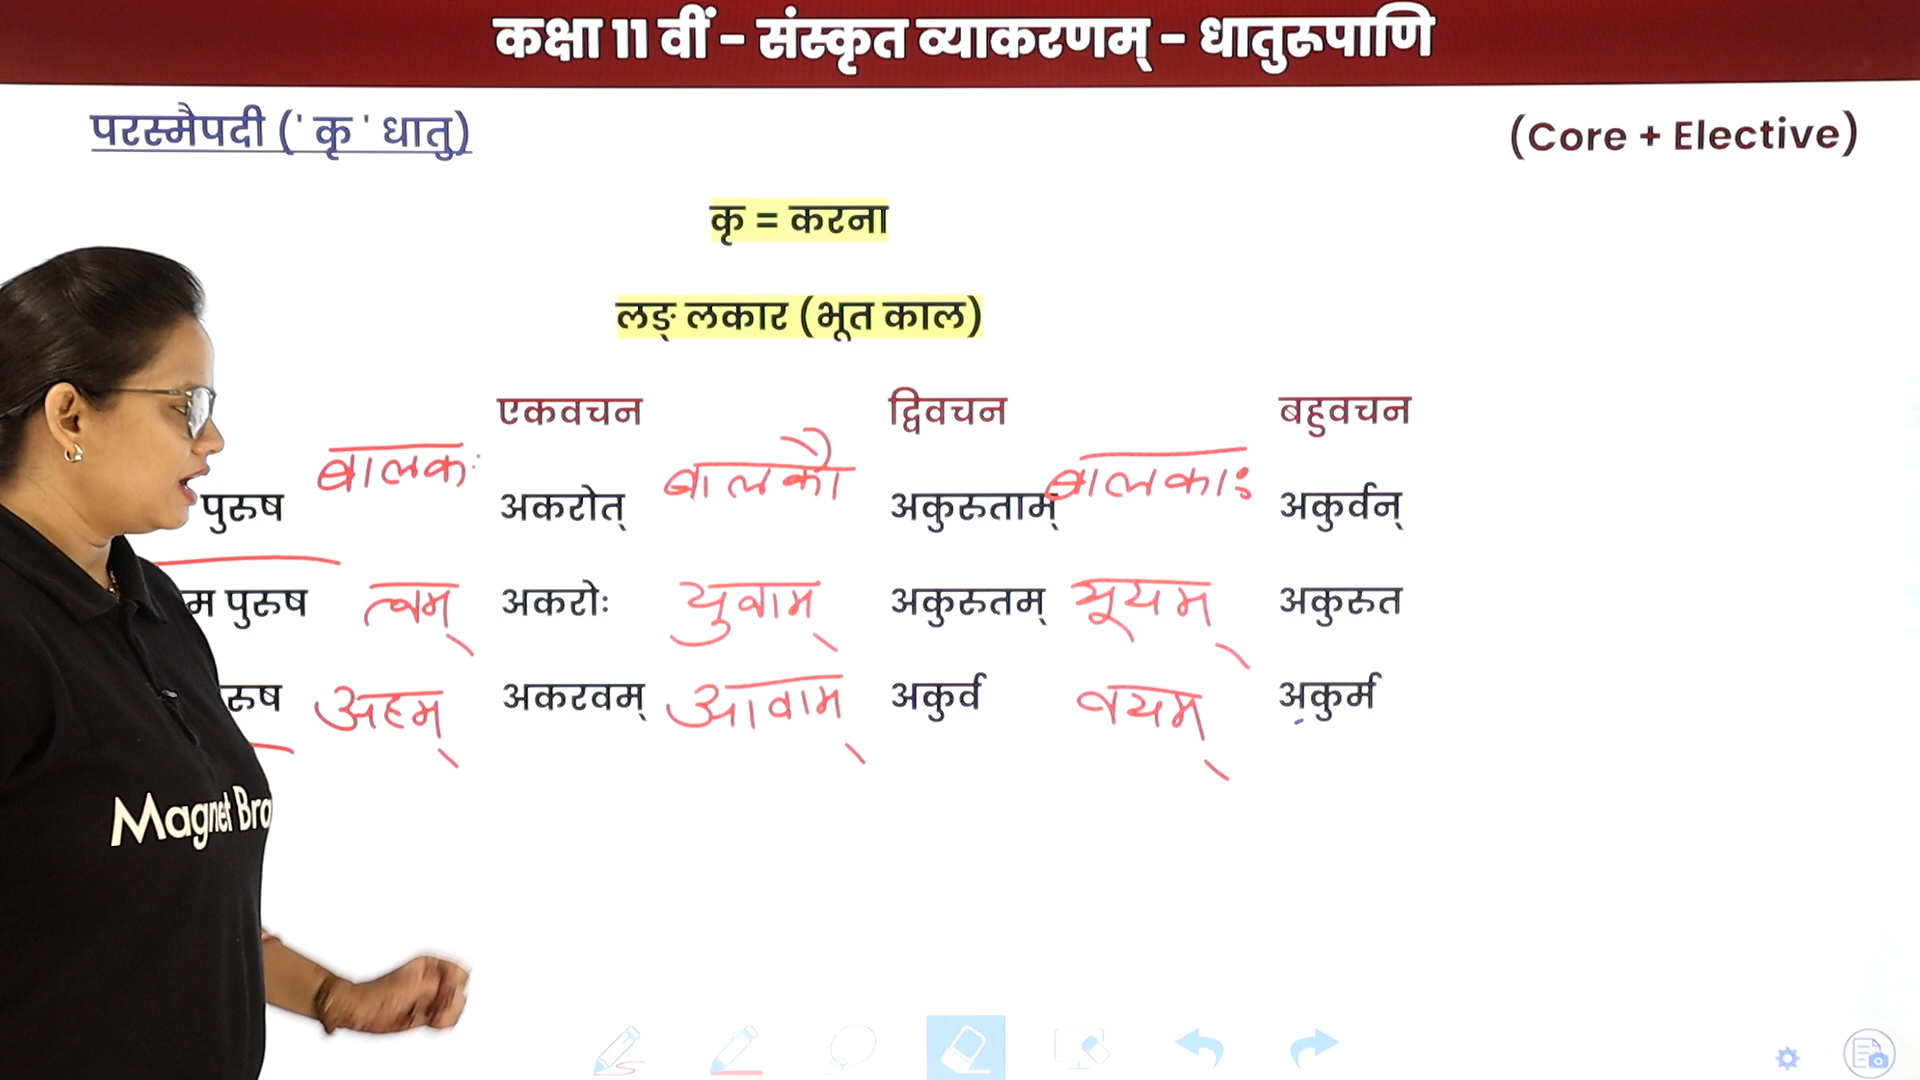 कक्षा 11 वीं - संस्कृत व्याकरणम् - धातुरूपाणि
परस्मैपदी (' कृ ' धातु)
(Core + Elective)
कृ = करना
लङ् लकार (भूत काल)
एकवचन द्विवचन बहुवचन
पुरुष बालकः अकरोत् बालकौ अकुरुताम् बालकाः अकुर्वन्
म पुरुष त्वम् अकरोः युवाम् अकुरुतम् यूयम् अकुरुत
रुष अहम् अकरवम् आवाम् अकुर्व वयम् अकुर्म
Magnet Bra